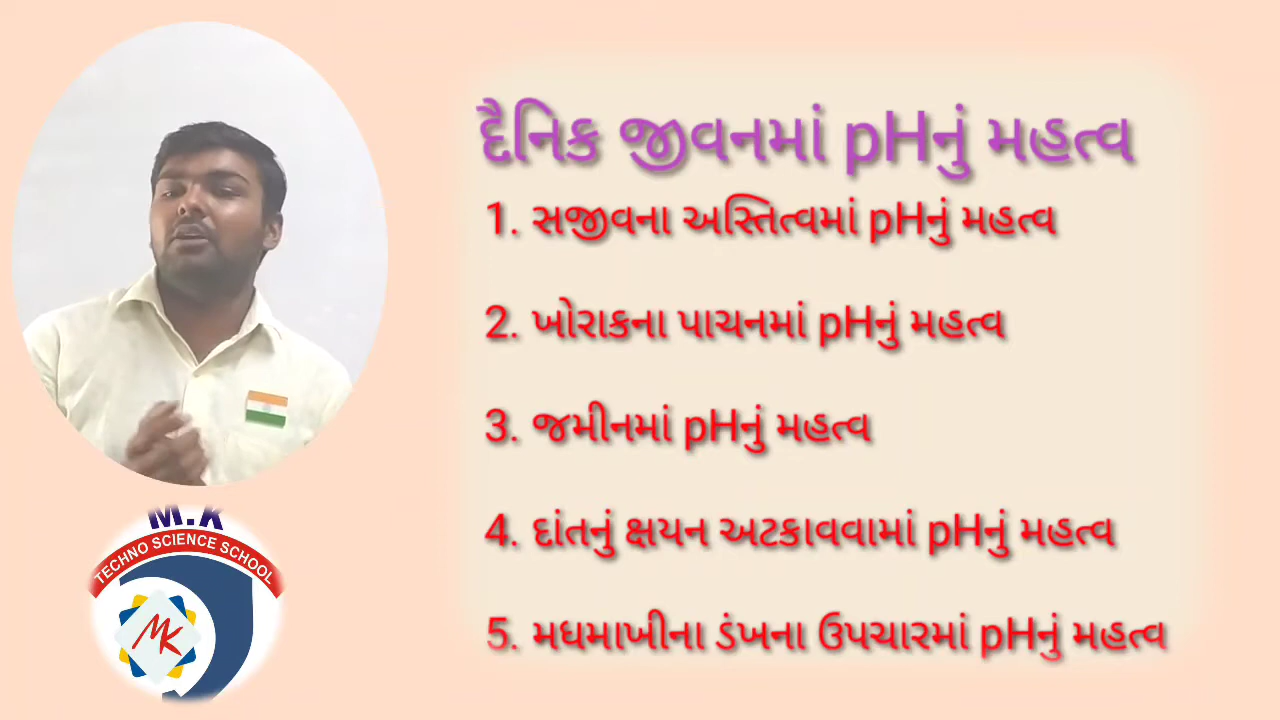 દૈનિક જીવનમાં pHનું મહત્વ
1. સજીવના અસ્તિત્વમાં pHનું મહત્વ
2. ખોરાકના પાચનમાં pHનું મહત્વ
3. જમીનમાં pHનું મહત્વ
4. દાંતનું ક્ષયન અટકાવવામાં pHનું મહત્વ
5. મધમાખીના ડંખના ઉપચારમાં pHનું મહત્વ
M.K
TECHNO SCIENCE SCHOOL
MK